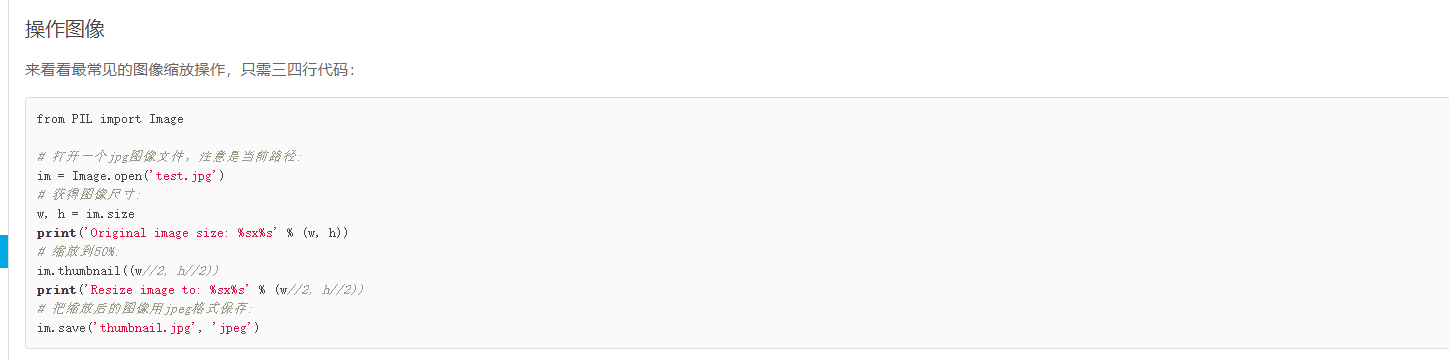 操作图像
来看看最常见的图像缩放操作，只需三四行代码：
from PIL import Image
# 打开一个jpg图像文件，注意是当前路径:
im = Image.open('test.jpg')
# 获得图像尺寸:
w, h = im.size
print('Original image size: %sx%s' % (w, h))
# 缩放到50%:
im.thumbnail((w//2, h//2))
print('Resize image to: %sx%s' % (w//2, h//2))
# 把缩放后的图像用jpeg格式保存:
im.save('thumbnail.jpg', 'jpeg')